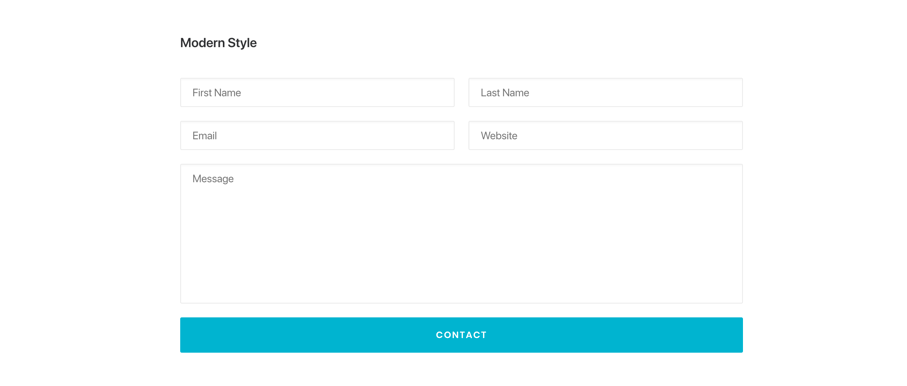 Modern Style
First Name
Last Name
Email
Website
Message
CONTACT